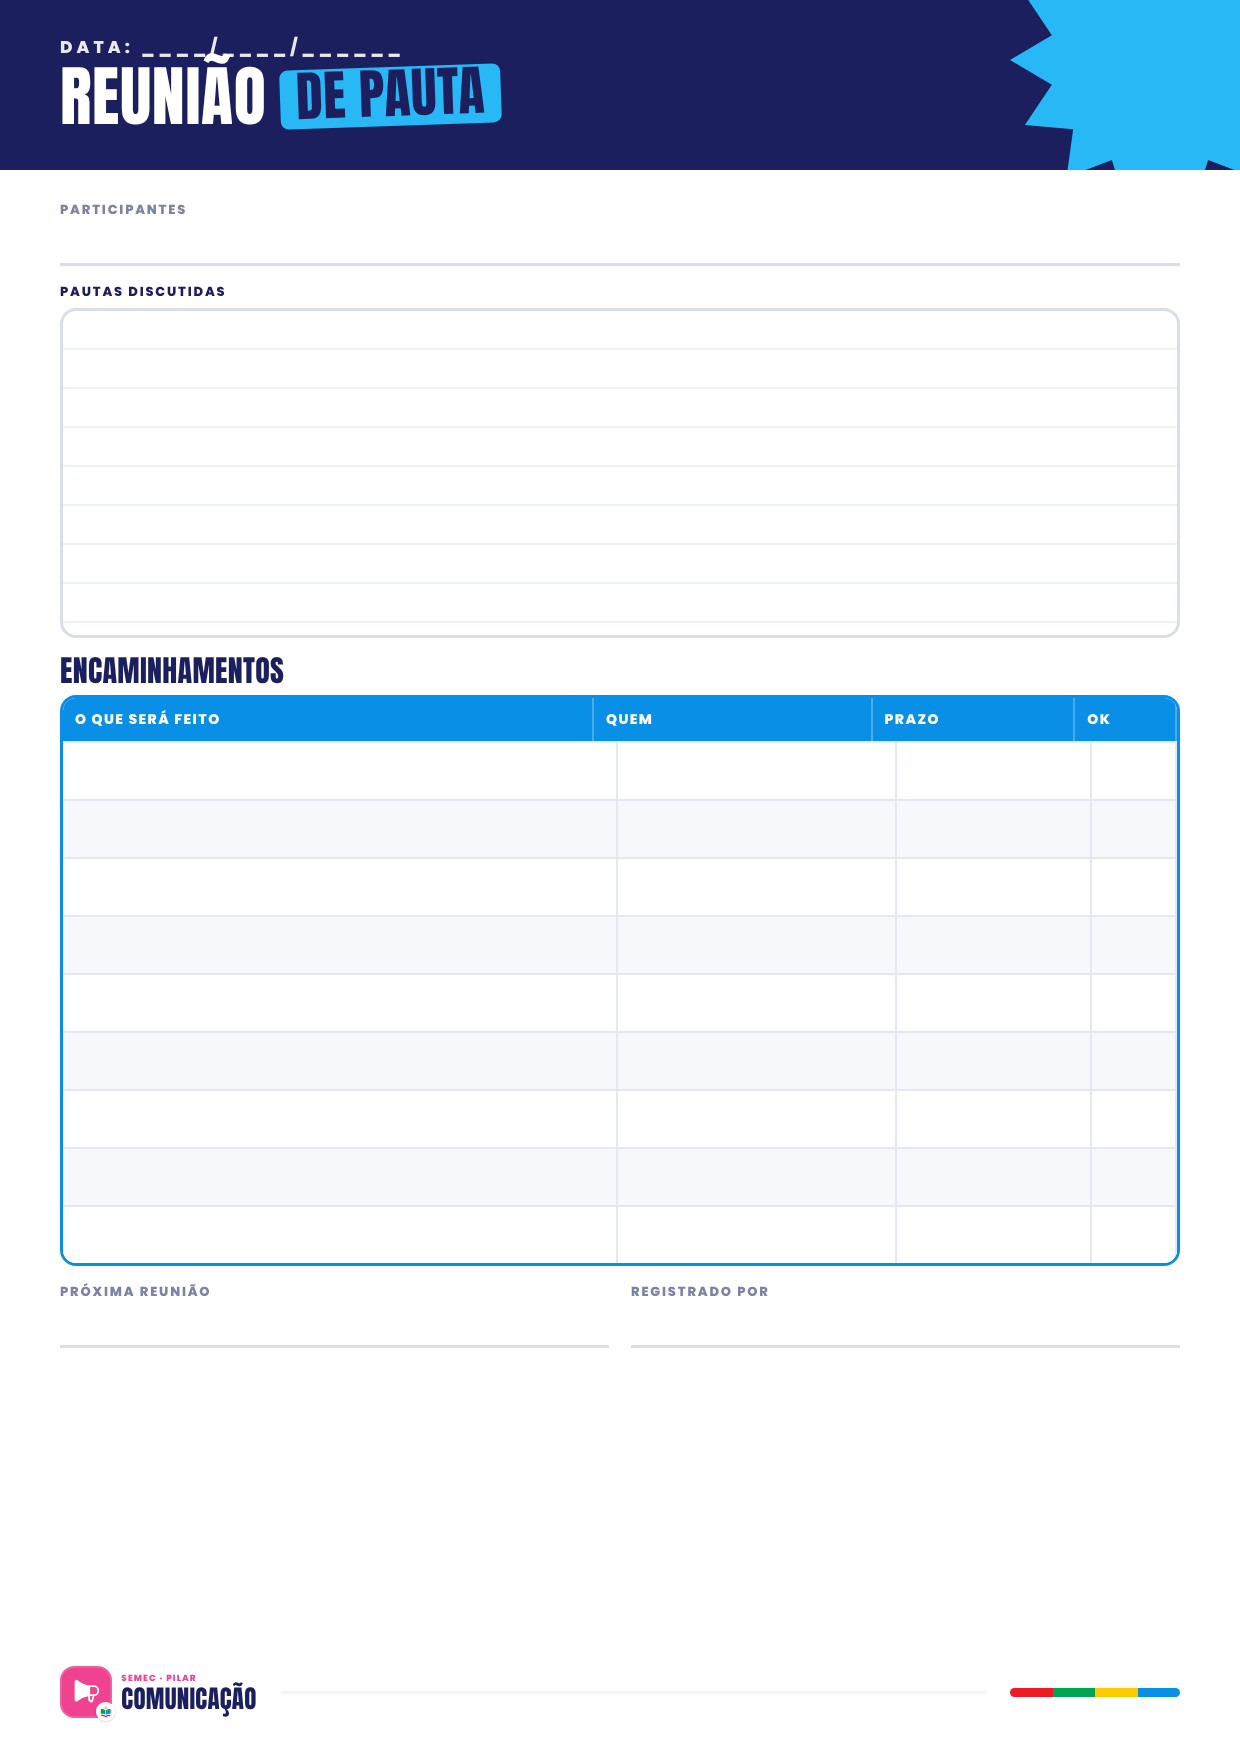 DATA: ____/____/______
REUNIÃO DE PAUTA
PARTICIPANTES
PAUTAS DISCUTIDAS
ENCAMINHAMENTOS
O QUE SERÁ FEITO QUEM PRAZO OK
PRÓXIMA REUNIÃO REGISTRADO POR
SEMEC · PILAR
COMUNICAÇÃO